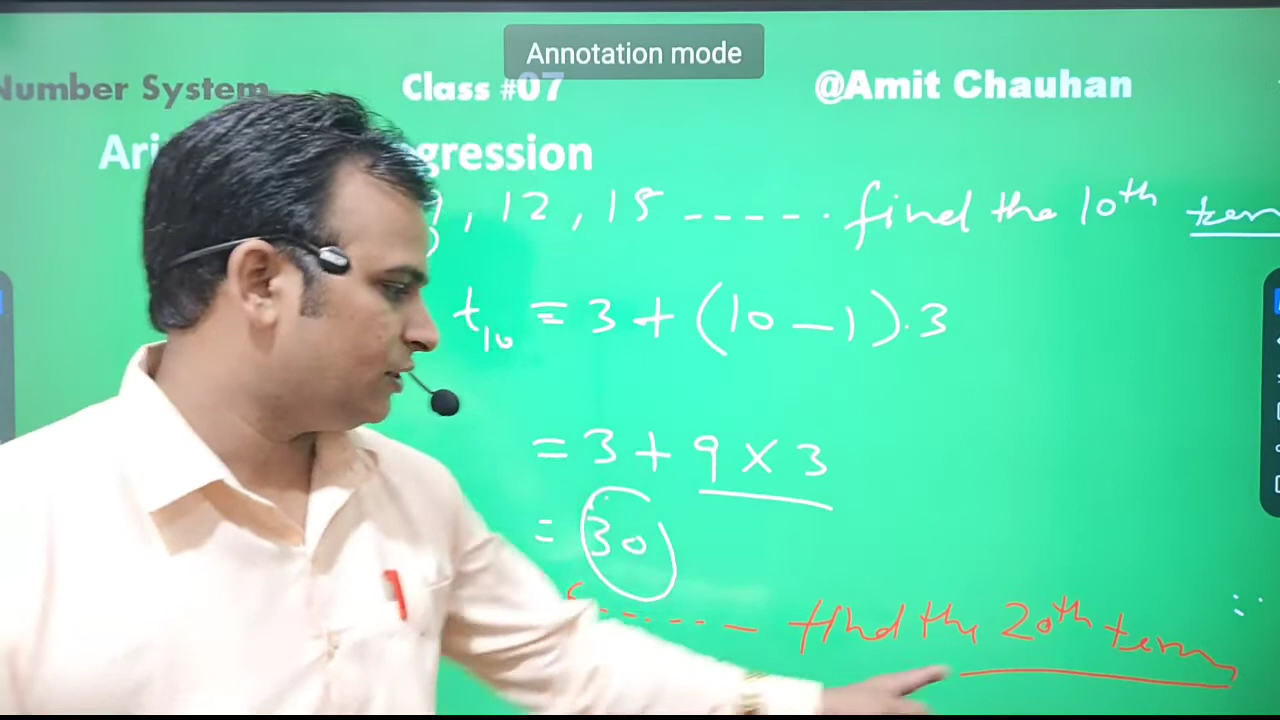 Annotation mode
Number System Class #07 @Amit Chauhan
gression
, 12, 15 ------ find the 10th term
t10 = 3 + (10 - 1).3
= 3 + 9 × 3
= 30
------ find the 20th term